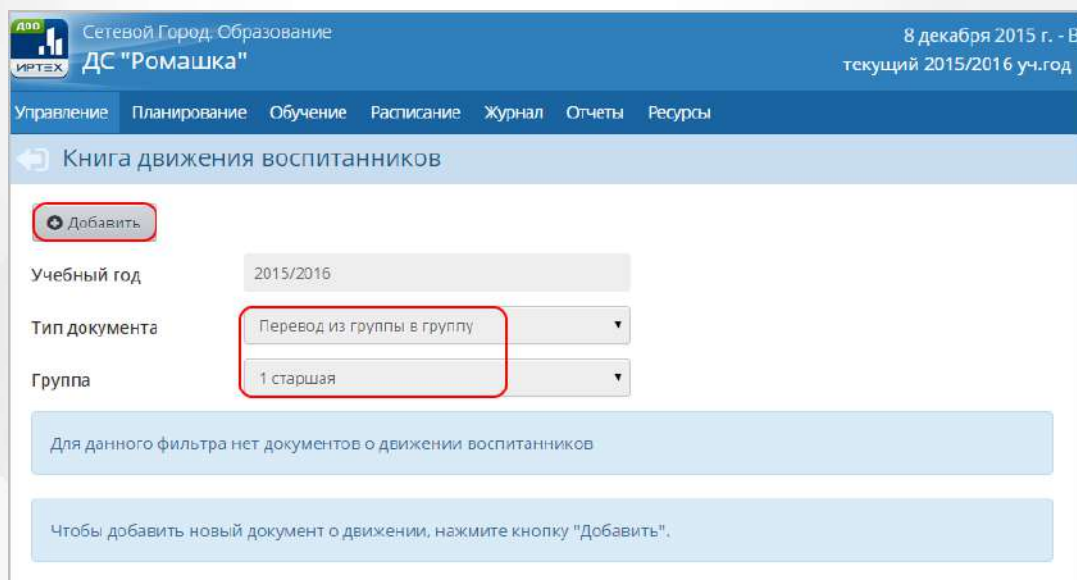 ДОО
ИРТЕХ
Сетевой Город. Образование
ДС "Ромашка"
8 декабря 2015 г. - В
текущий 2015/2016 уч.год
Управление Планирование Обучение Расписание Журнал Отчеты Ресурсы
Книга движения воспитанников
Добавить
Учебный год 2015/2016
Тип документа Перевод из группы в группу
Группа 1 старшая
Для данного фильтра нет документов о движении воспитанников
Чтобы добавить новый документ о движении, нажмите кнопку "Добавить".